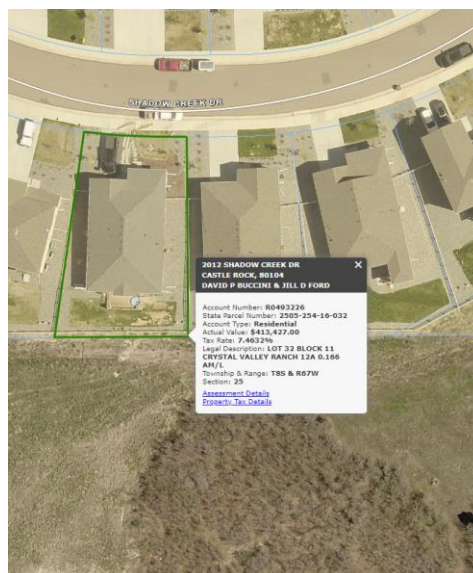 SHADOW CREEK DR
2012 SHADOW CREEK DR
CASTLE ROCK, 80104
DAVID P BUCCINI & JILL D FORD
Account Number: R0493226
State Parcel Number: 2505-254-16-032
Account Type: Residential
Actual Value: $413,427.00
Tax Rate: 7.4632%
Legal Description: LOT 32 BLOCK 11
CRYSTAL VALLEY RANCH 12A 0.166
AM/L
Township & Range: T8S & R67W
Section: 25
Assessment Details
Property Tax Details